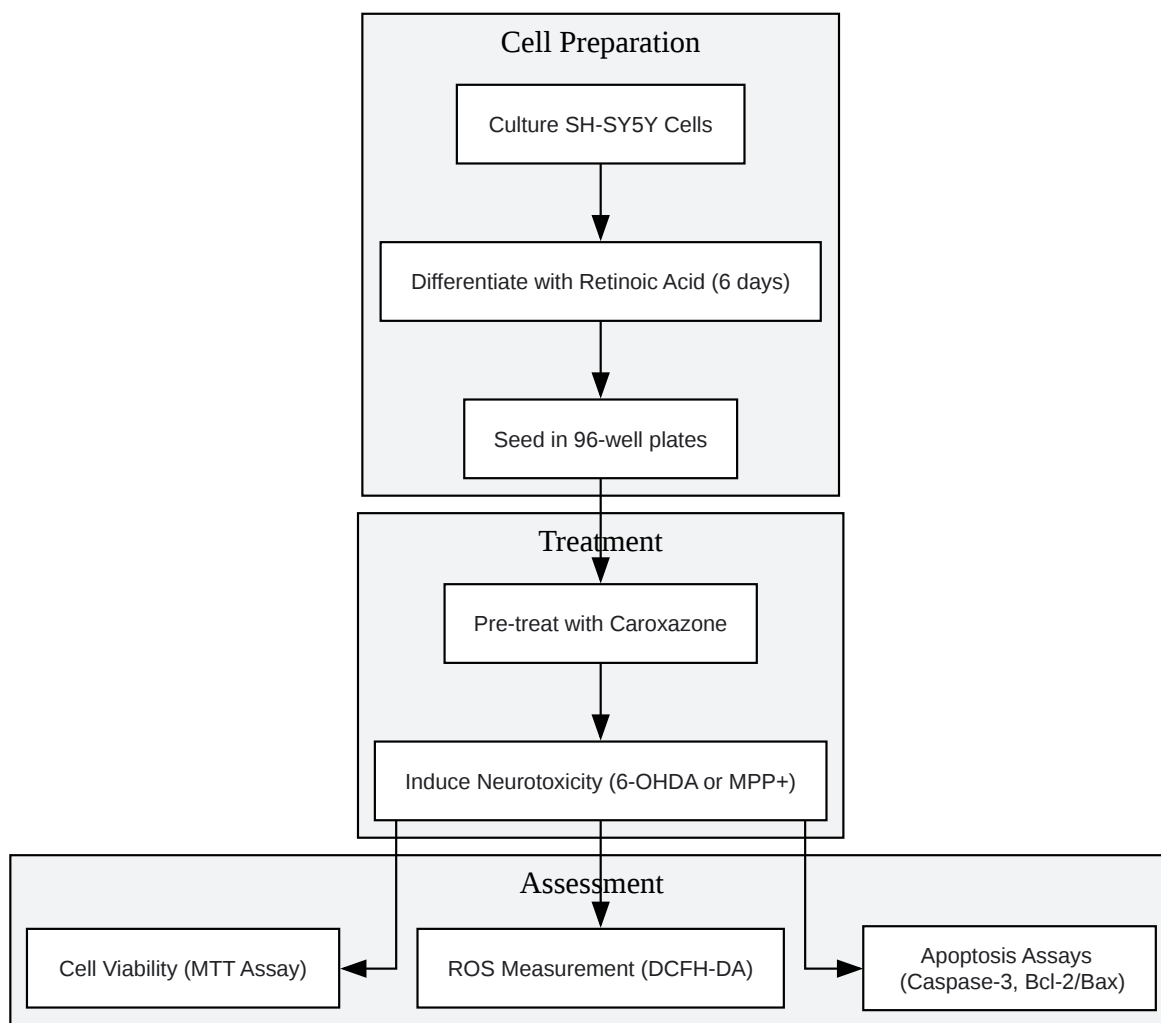 Cell Preparation
Culture SH-SY5Y Cells
Differentiate with Retinoic Acid (6 days)
Seed in 96-well plates
Treatment
Pre-treat with Caroxazone
Induce Neurotoxicity (6-OHDA or MPP+)
Assessment
Cell Viability (MTT Assay)
ROS Measurement (DCFH-DA)
Apoptosis Assays
(Caspase-3, Bcl-2/Bax)